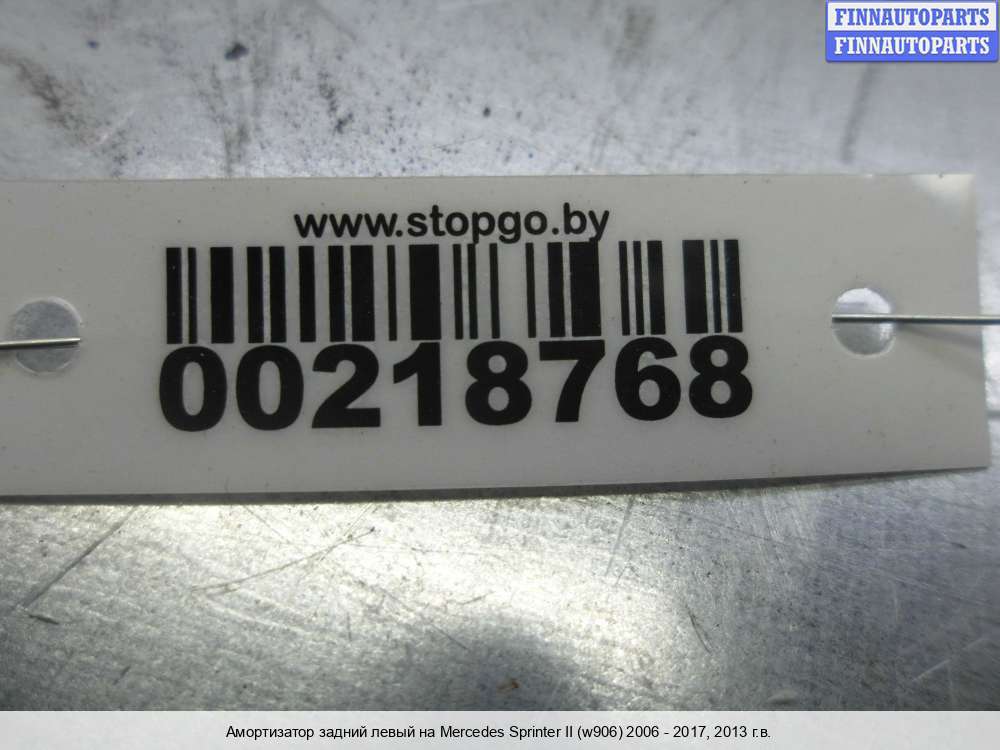 FINNAUTOPARTS
FINNAUTOPARTS
www.stopgo.by
00218768
Амортизатор задний левый на Mercedes Sprinter II (w906) 2006 - 2017, 2013 г.в.